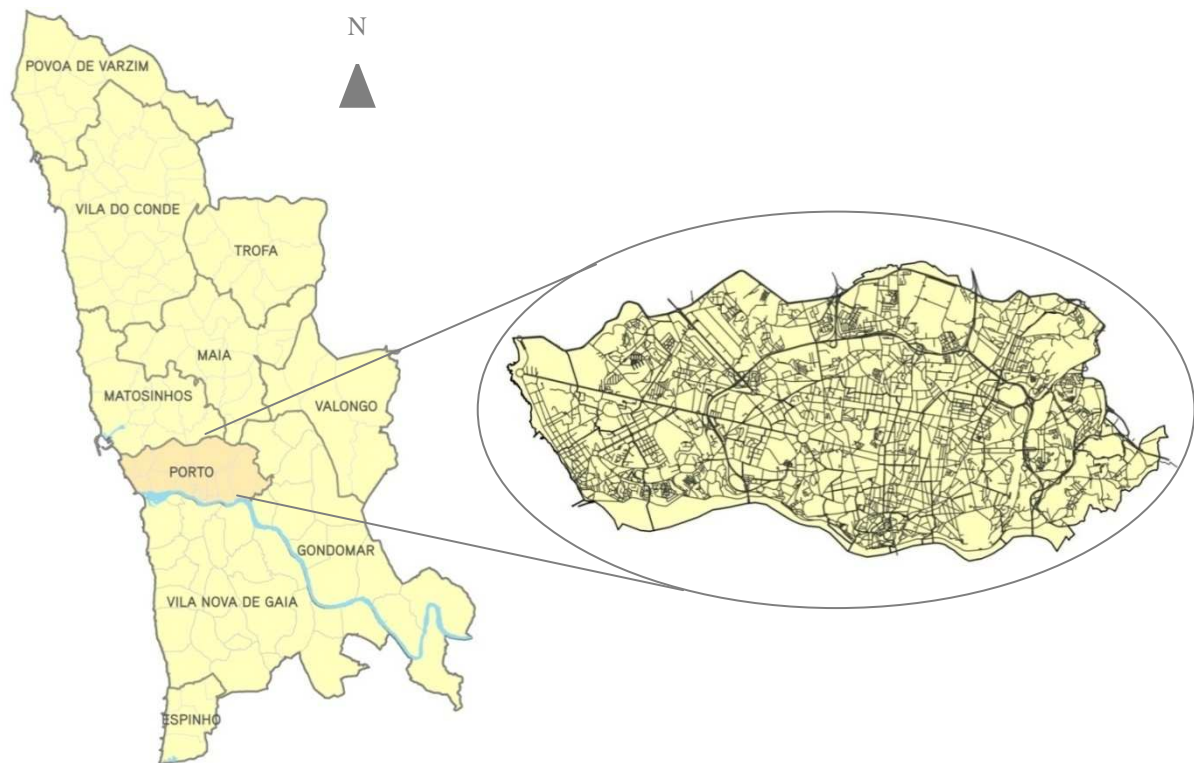 N
POVOA DE VARZIM
VILA DO CONDE
TROFA
MAIA
MATOSINHOS
VALONGO
PORTO
GONDOMAR
VILA NOVA DE GAIA
ESPINHO